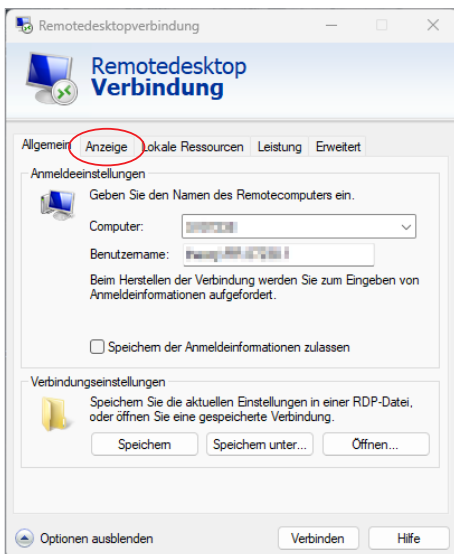 Remotedesktopverbindung
Remotedesktop
Verbindung
Allgemein Anzeige Lokale Ressourcen Leistung Erweitert
Anmeldeeinstellungen
Geben Sie den Namen des Remotecomputers ein.
Computer:
Benutzername:
Beim Herstellen der Verbindung werden Sie zum Eingeben von
Anmeldeinformationen aufgefordert.
Speichern der Anmeldeinformationen zulassen
Verbindungseinstellungen
Speichern Sie die aktuellen Einstellungen in einer RDP-Datei,
oder öffnen Sie eine gespeicherte Verbindung.
Speichern Speichern unter... Öffnen...
Optionen ausblenden Verbinden Hilfe